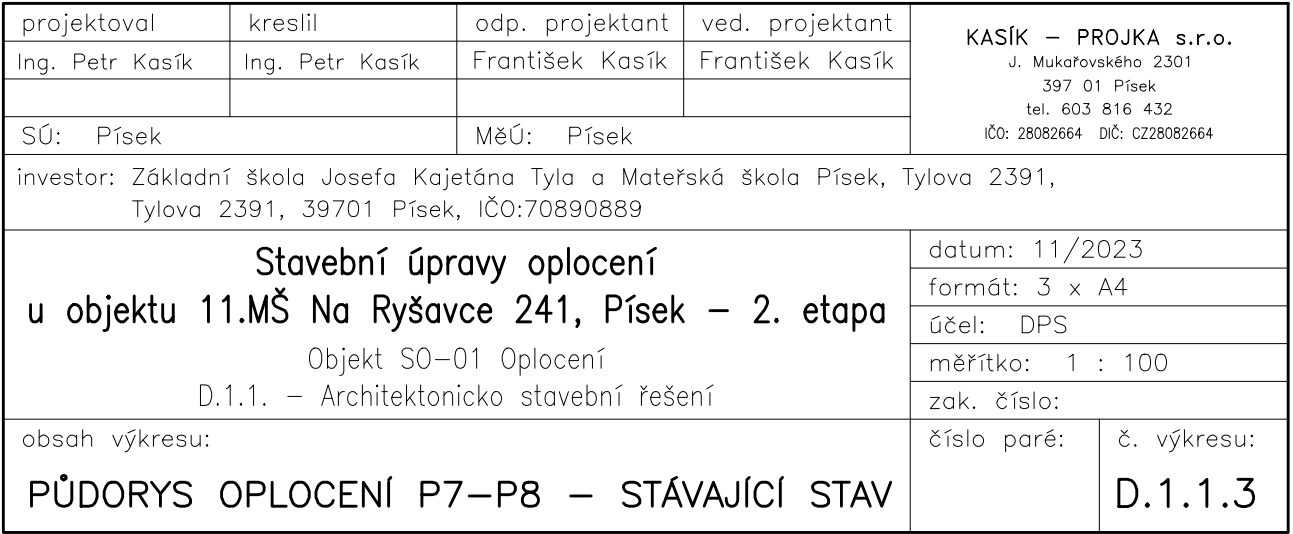 projektoval kreslil odp. projektant ved. projektant
Ing. Petr Kasík Ing. Petr Kasík František Kasík František Kasík
SÚ: Písek MěÚ: Písek
KASÍK – PROJKA s.r.o.
J. Mukařovského 2301
397 01 Písek
tel. 603 816 432
IČO: 28082664 DIČ: CZ28082664
investor: Základní škola Josefa Kajetána Tyla a Mateřská škola Písek, Tylova 2391,
Tylova 2391, 39701 Písek, IČO:70890889
Stavební úpravy oplocení
u objektu 11.MŠ Na Ryšavce 241, Písek – 2. etapa
Objekt SO–01 Oplocení
D.1.1. – Architektonicko stavební řešení
datum: 11/2023
formát: 3 x A4
účel: DPS
měřítko: 1 : 100
zak. číslo:
obsah výkresu:
PŮDORYS OPLOCENÍ P7–P8 – STÁVAJÍCÍ STAV
číslo paré: č. výkresu:
D.1.1.3